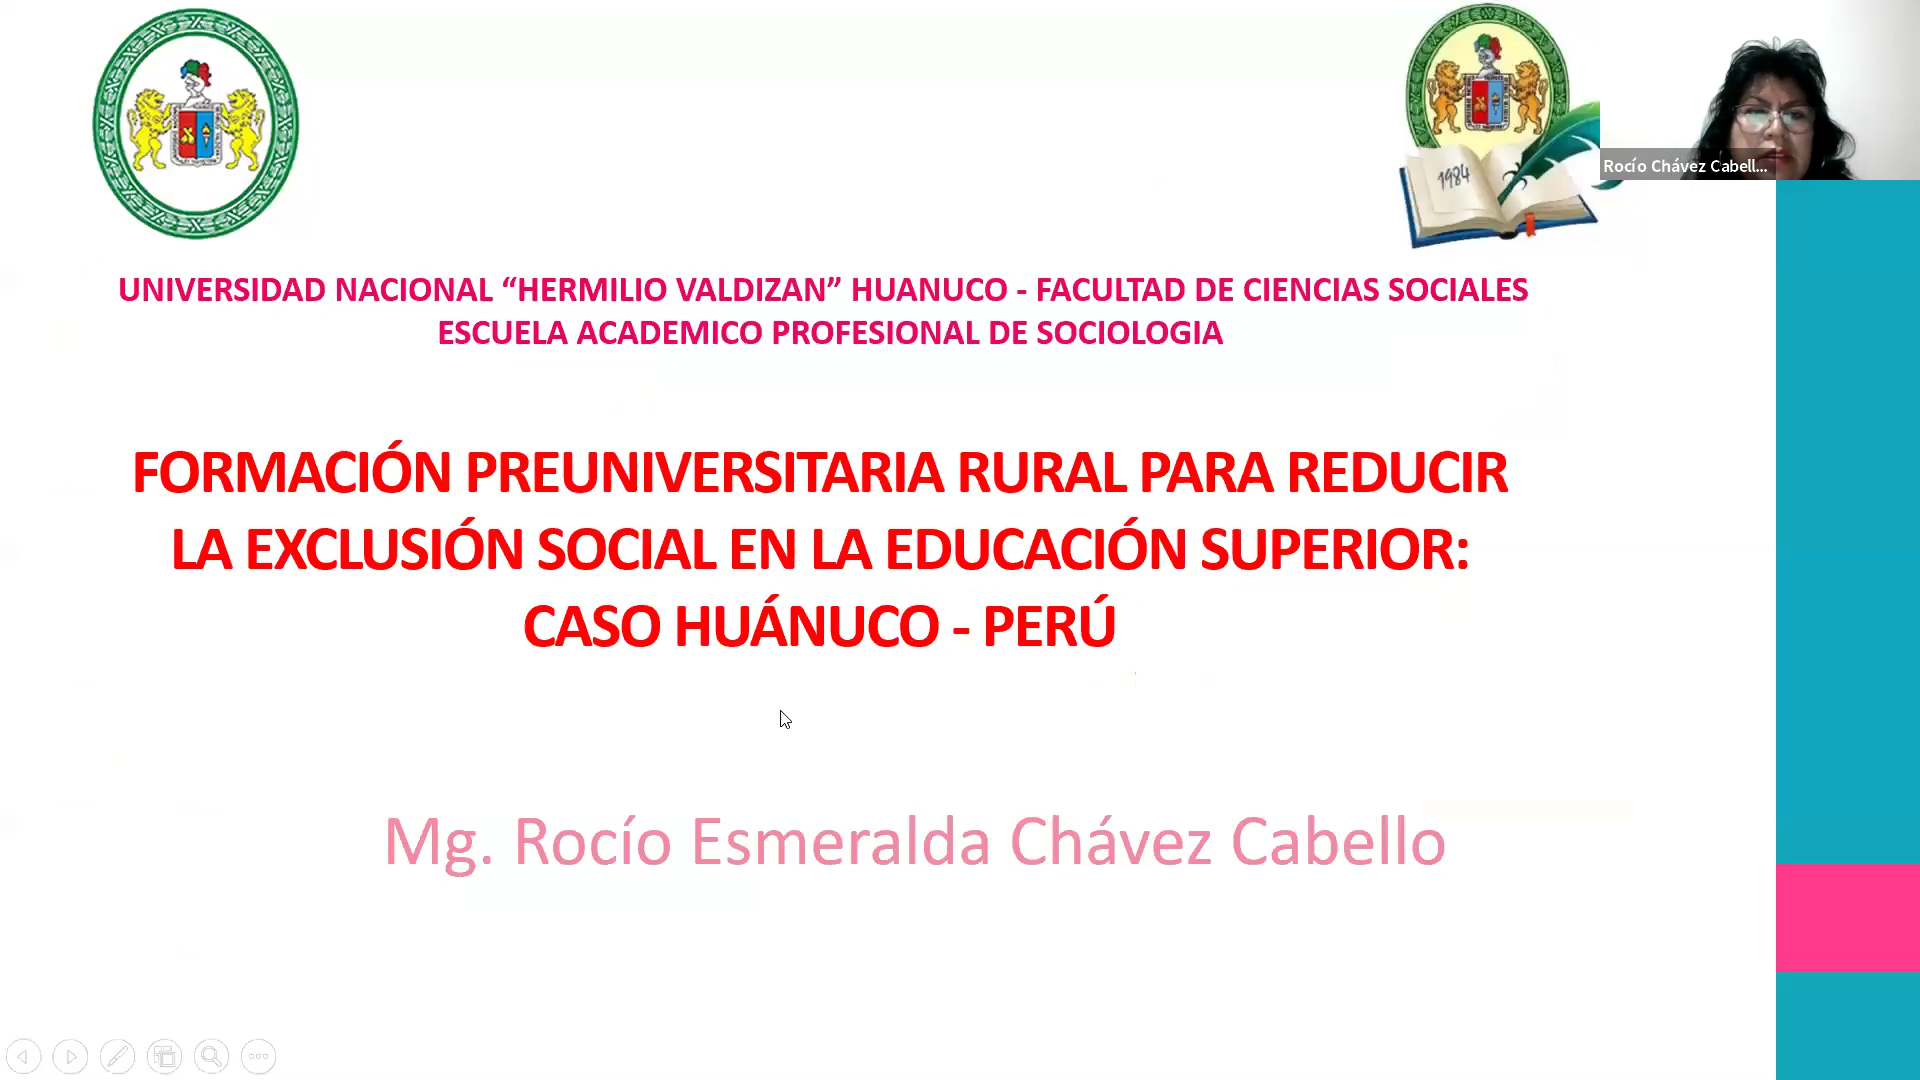 1984
Rocío Chávez Cabell...
UNIVERSIDAD NACIONAL “HERMILIO VALDIZAN” HUANUCO - FACULTAD DE CIENCIAS SOCIALES
ESCUELA ACADEMICO PROFESIONAL DE SOCIOLOGIA
FORMACIÓN PREUNIVERSITARIA RURAL PARA REDUCIR
LA EXCLUSIÓN SOCIAL EN LA EDUCACIÓN SUPERIOR:
CASO HUÁNUCO - PERÚ
Mg. Rocío Esmeralda Chávez Cabello